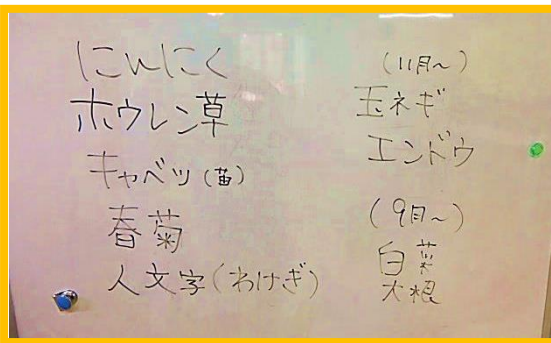 にんにく
ホウレン草
キャベツ(苗)
春菊
人文字(わけぎ)
(11月～)
玉ネギ
エンドウ
(9月～)
白菜
大根